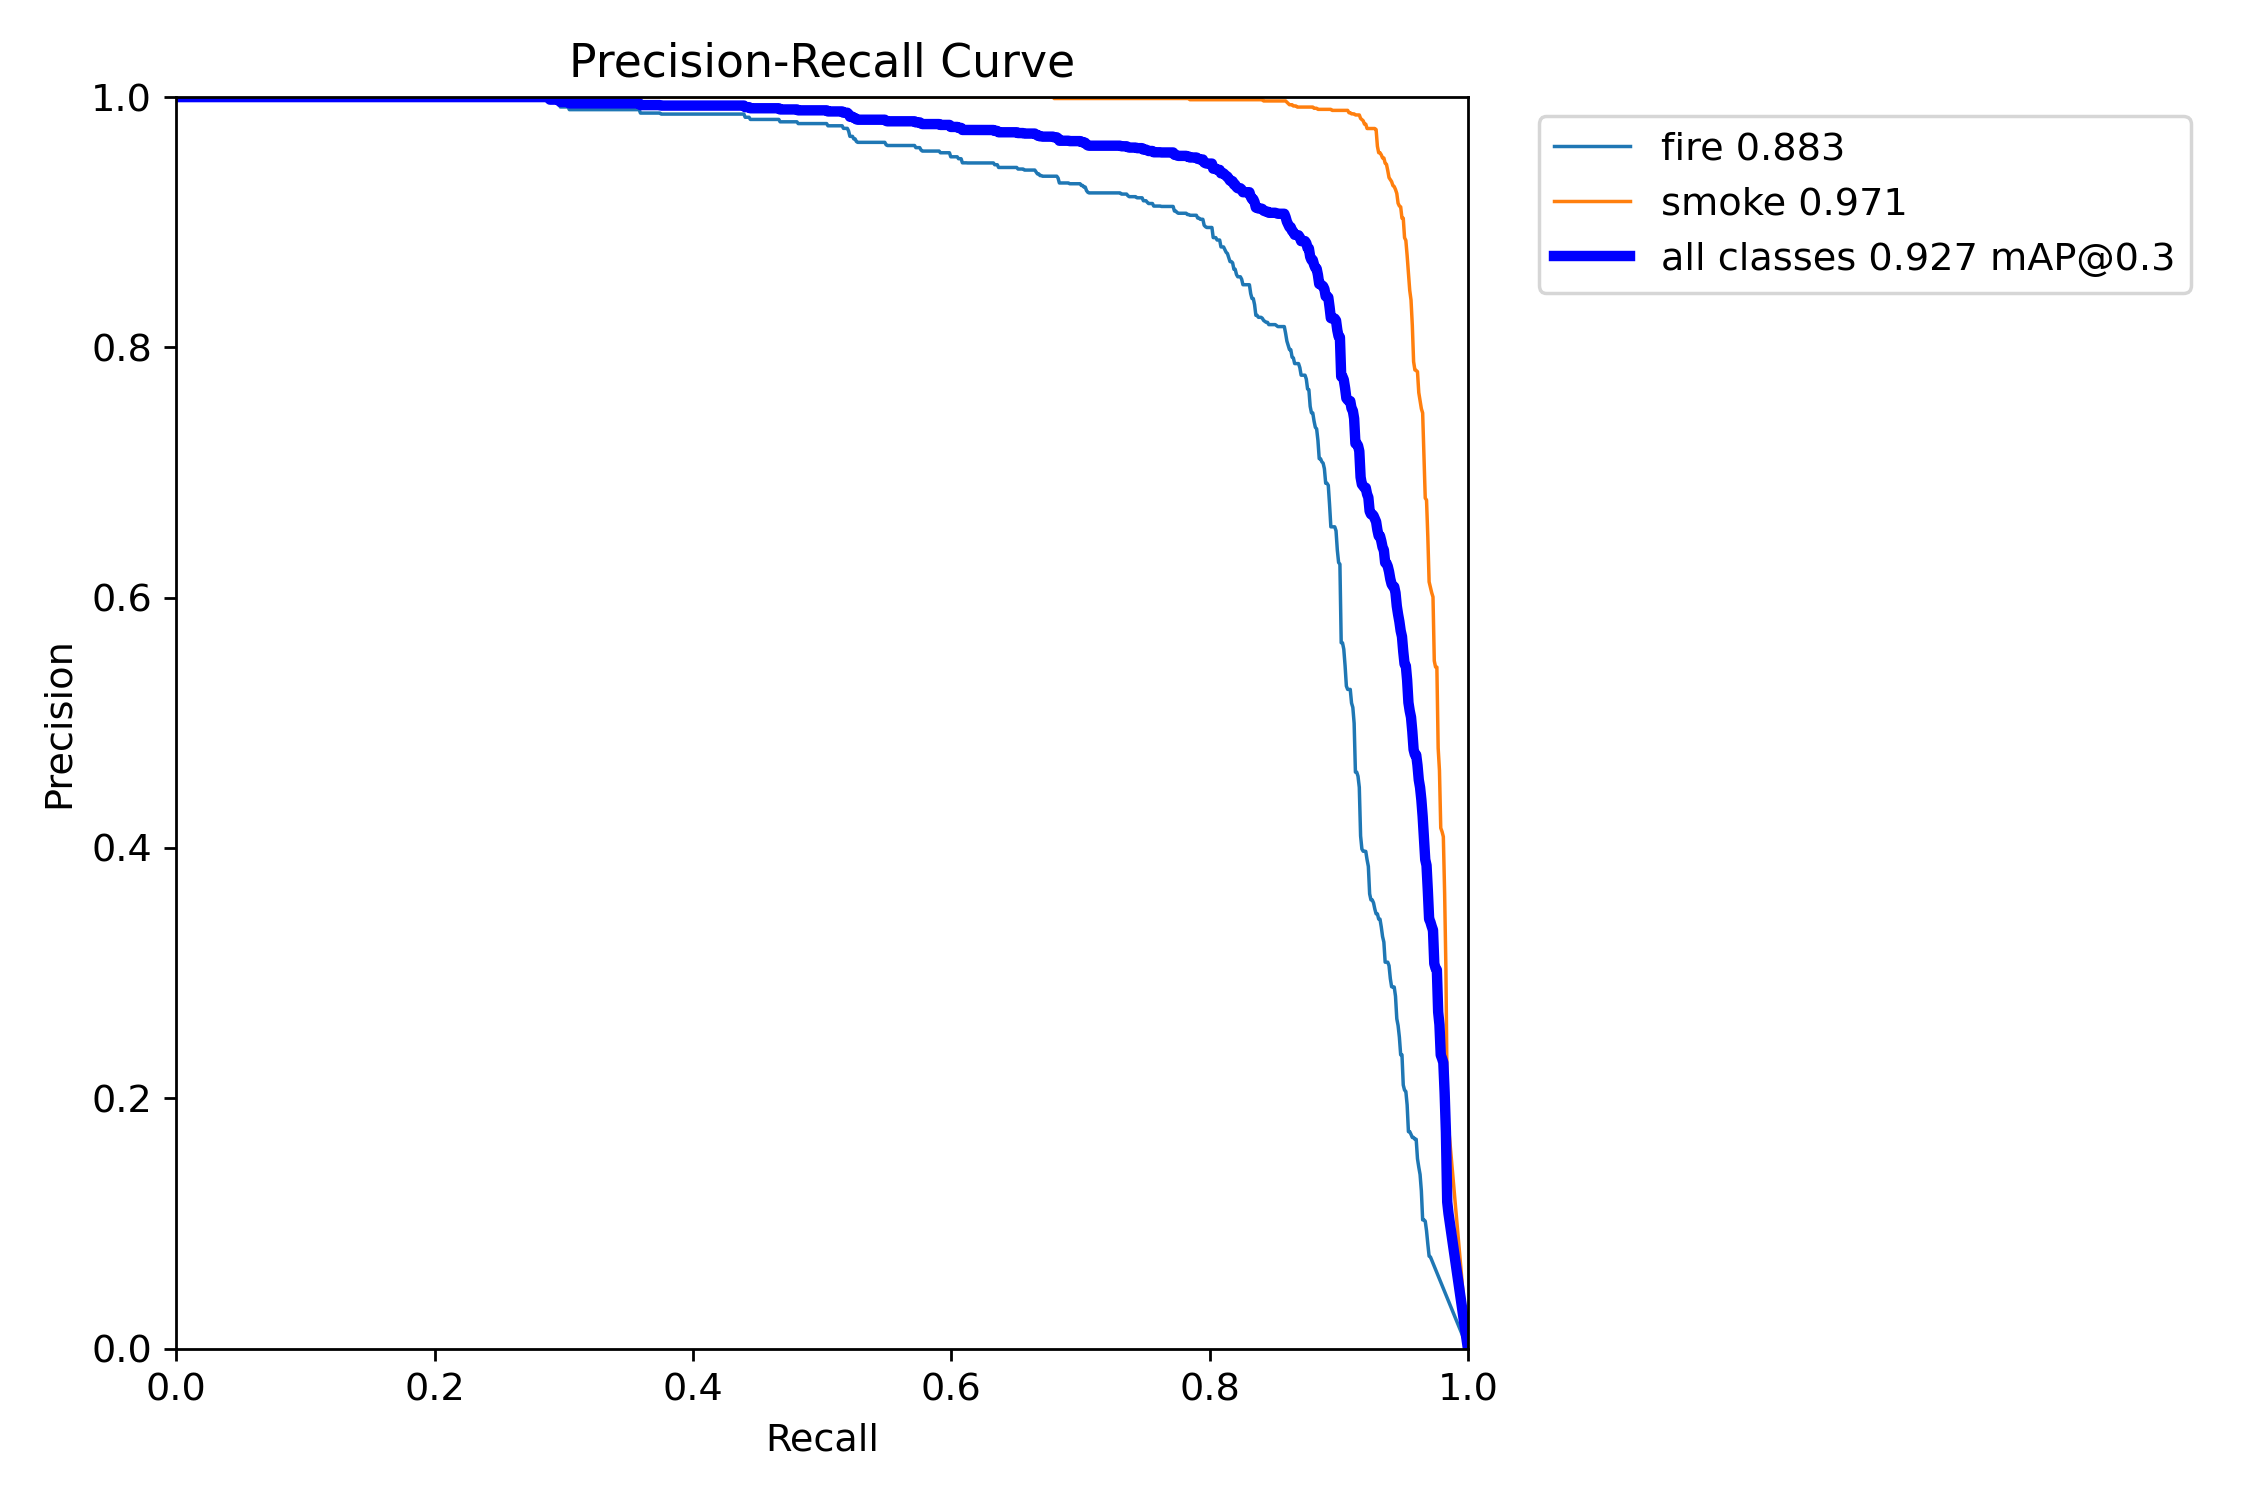 Precision-Recall Curve
1.0
0.8
0.6
0.4
0.2
0.0
Precision
0.0 0.2 0.4 0.6 0.8 1.0
Recall
fire 0.883
smoke 0.971
all classes 0.927 mAP@0.3